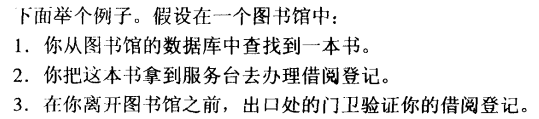 下面举个例子。假设在一个图书馆中：
1．你从图书馆的数据库中查找到一本书。
2．你把这本书拿到服务台去办理借阅登记。
3．在你离开图书馆之前，出口处的门卫验证你的借阅登记。